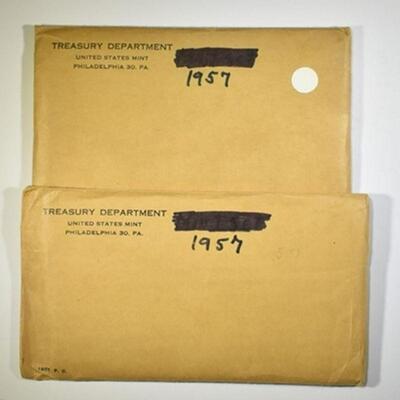 TREASURY DEPARTMENT
UNITED STATES MINT
PHILADELPHIA 30, PA.
1957
TREASURY DEPARTMENT
UNITED STATES MINT
PHILADELPHIA 30, PA.
1957